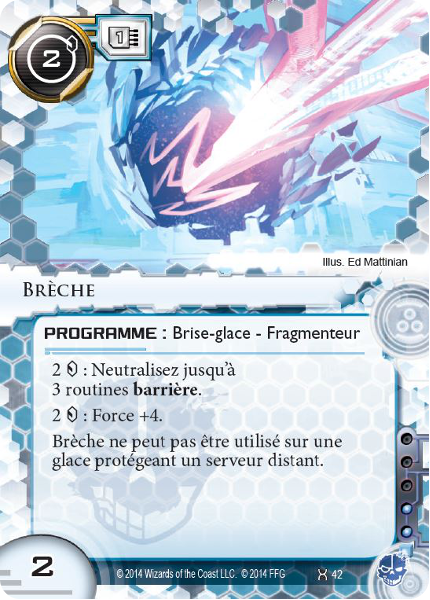 2
1
Illus. Ed Mattinian
BRÈCHE
PROGRAMME : Brise-glace - Fragmenteur
2 : Neutralisez jusqu'à
3 routines barrière.
2 : Force +4.
Brèche ne peut pas être utilisé sur une
glace protégeant un serveur distant.
2
© 2014 Wizards of the Coast LLC. © 2014 FFG 42